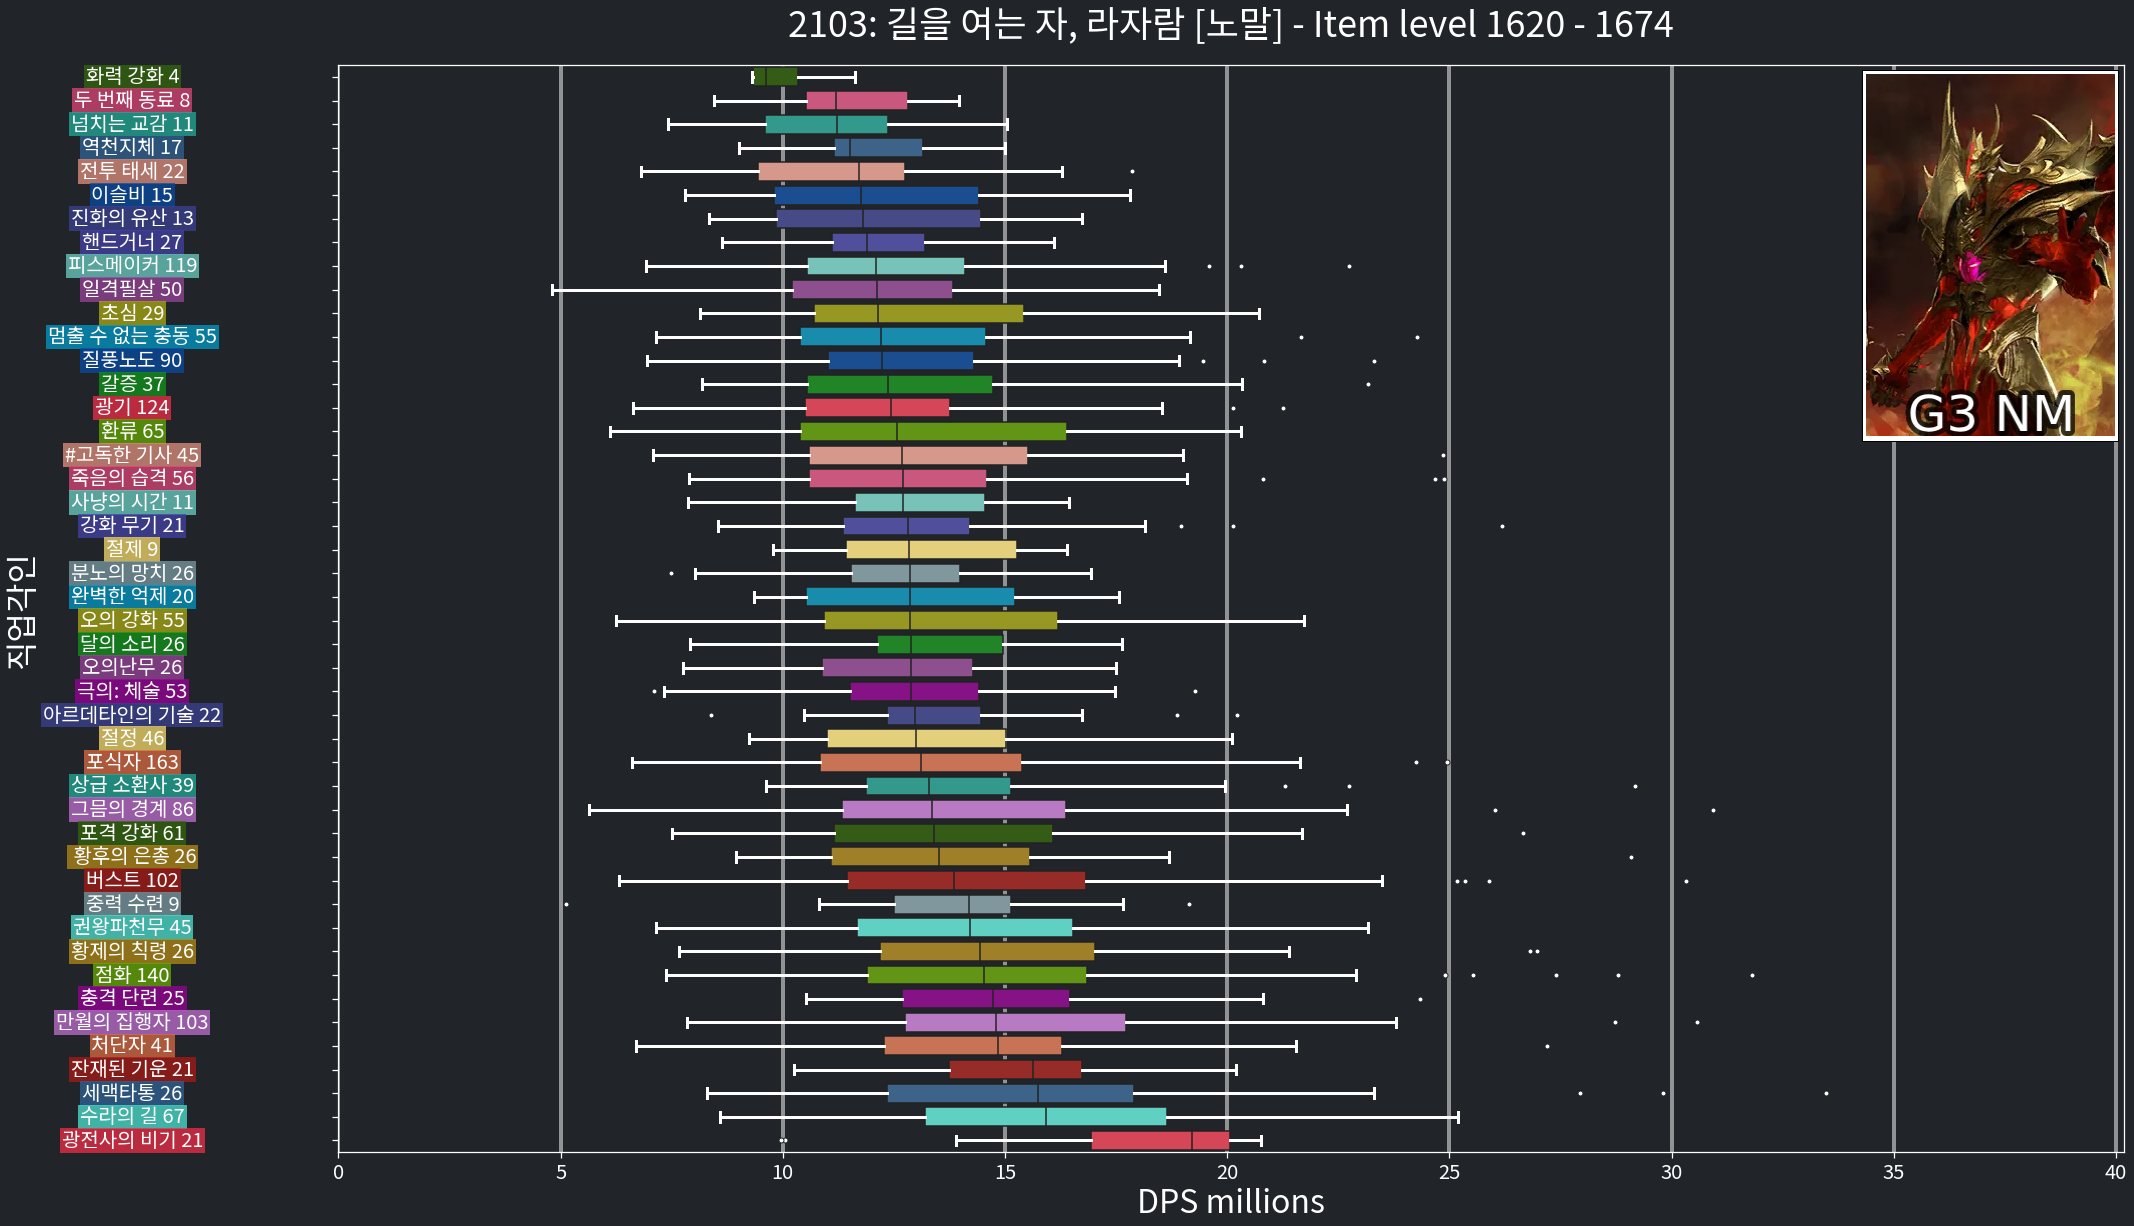 2103: 길을 여는 자, 라자람 [노말] - Item level 1620 - 1674
화력 강화 4
두 번째 동료 8
넘치는 교감 11
역천지체 17
전투 태세 22
이슬비 15
진화의 유산 13
핸드거너 27
피스메이커 119
일격필살 50
초심 29
멈출 수 없는 충동 55
질풍노도 90
갈증 37
광기 124
환류 65
#고독한 기사 45
죽음의 습격 56
사냥의 시간 11
강화 무기 21
절제 9
분노의 망치 26
완벽한 억제 20
오의 강화 55
달의 소리 26
오의난무 26
극의: 체술 53
아르데타인의 기술 22
절정 46
포식자 163
상급 소환사 39
그믐의 경계 86
포격 강화 61
황후의 은총 26
버스트 102
중력 수련 9
권왕파천무 45
황제의 칙령 26
점화 140
충격 단련 25
만월의 집행자 103
처단자 41
잔재된 기운 21
세맥타통 26
수라의 길 67
광전사의 비기 21
직업각인
G3 NM
0 5 10 15 20 25 30 35 40
DPS millions